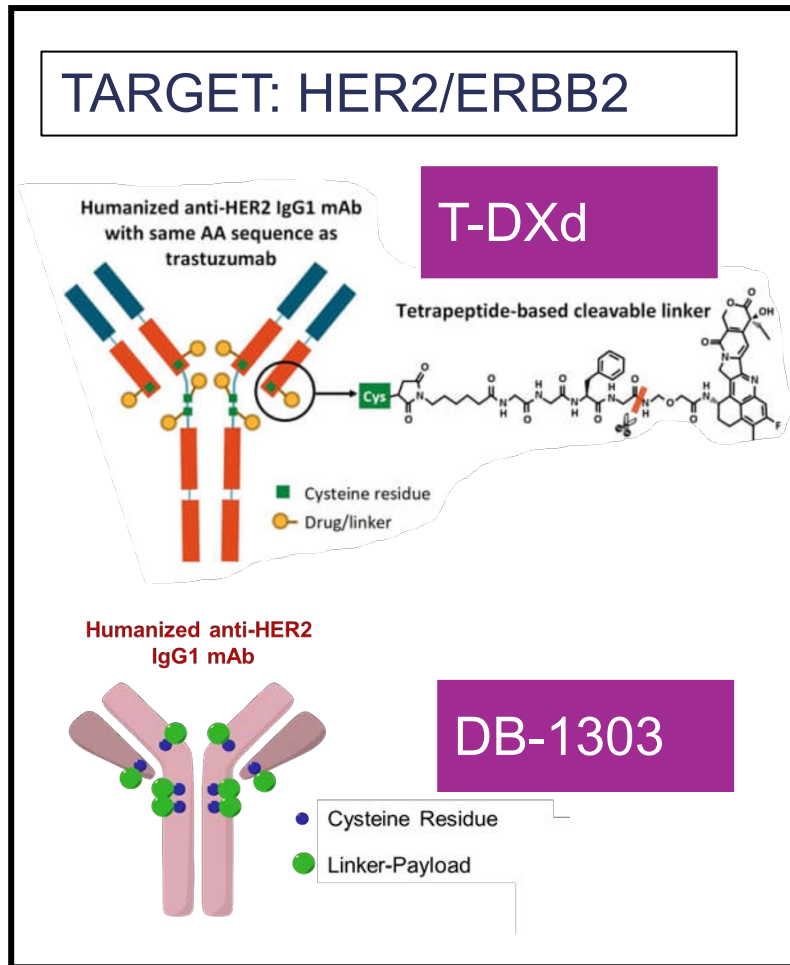 TARGET: HER2/ERBB2
T-DXd
Humanized anti-HER2 IgG1 mAb
with same AA sequence as
trastuzumab
Tetrapeptide-based cleavable linker
Cys
O
O
OH
O
N
N
F
O
N
O
O
H
N
O
N
H
O
H
N
O
N
H
O
N
H
O
O
H
N
Cysteine residue
Drug/linker
Humanized anti-HER2
IgG1 mAb
DB-1303
Cysteine Residue
Linker-Payload